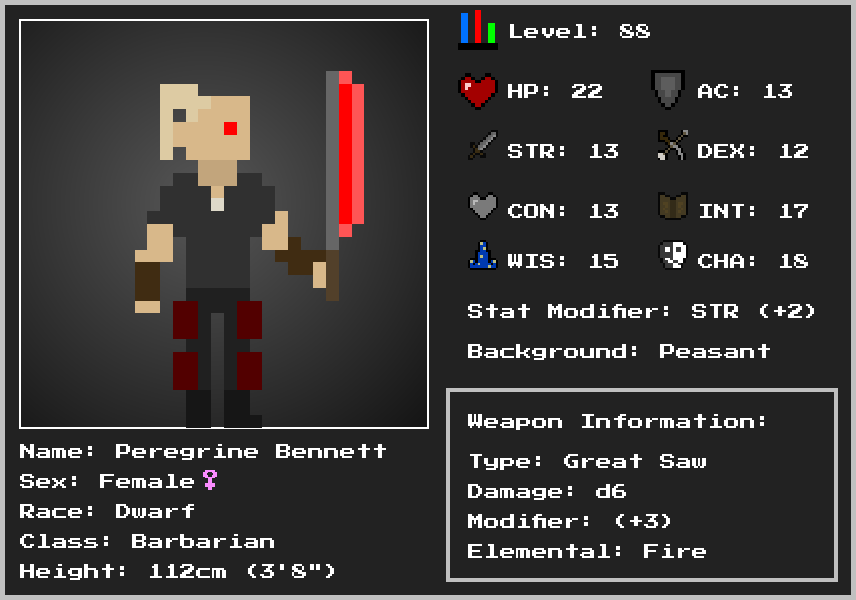 Level: 88
HP: 22 AC: 13
STR: 13 DEX: 12
CON: 13 INT: 17
WIS: 15 CHA: 18
Stat Modifier: STR (+2)
Background: Peasant
Weapon Information:
Type: Great Saw
Damage: d6
Modifier: (+3)
Elemental: Fire
Name: Peregrine Bennett
Sex: Female♀
Race: Dwarf
Class: Barbarian
Height: 112cm (3'8")